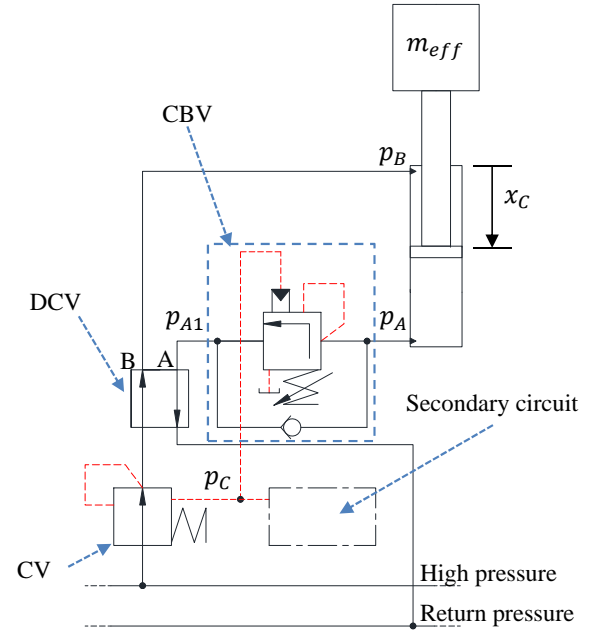 m_eff
CBV
p_B
x_C
DCV
p_A1
p_A
B A
Secondary circuit
p_C
CV
High pressure
Return pressure